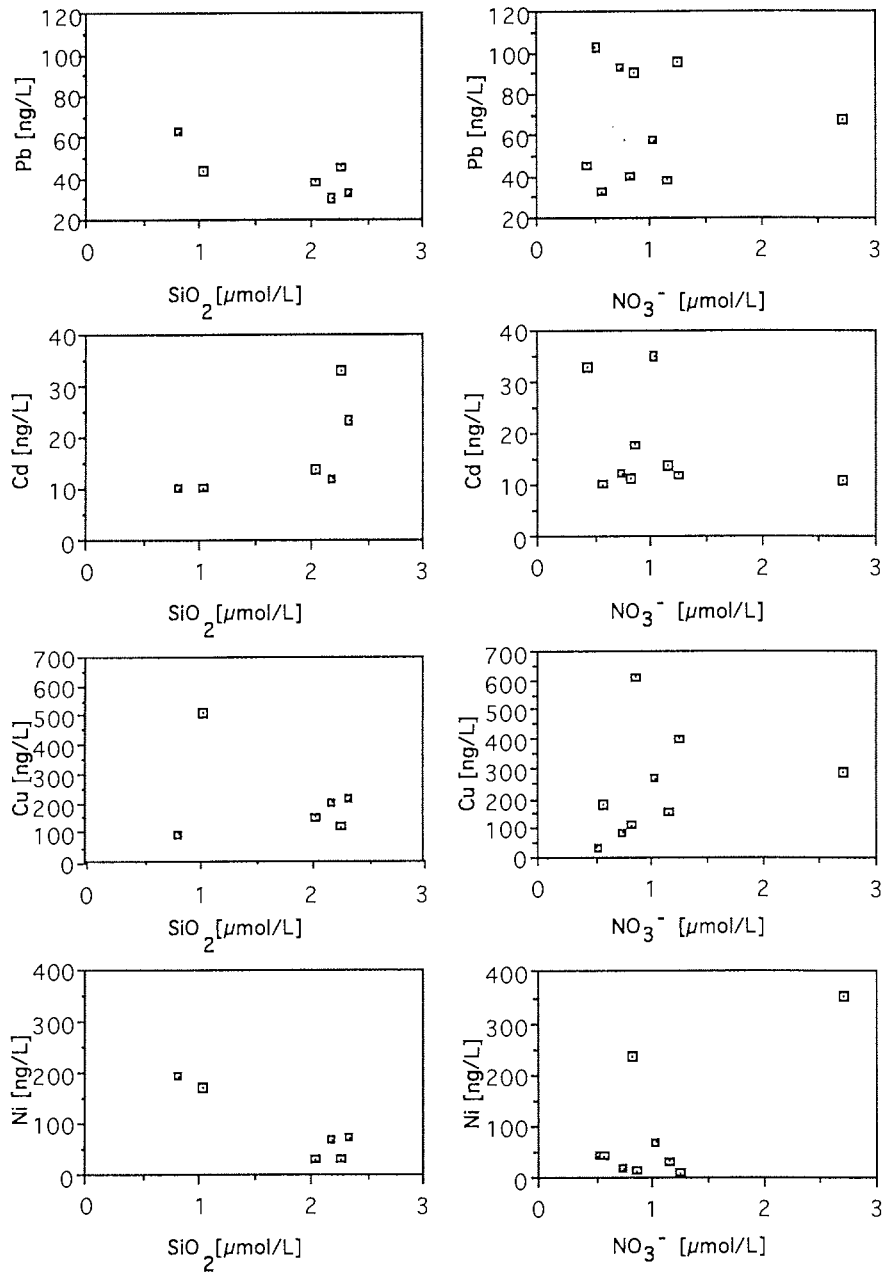 120
100
80
60
40
20
Pb [ng/L]
0 1 2 3
SiO2 [µmol/L]
120
100
80
60
40
20
Pb [ng/L]
0 1 2 3
NO3- [µmol/L]
40
30
20
10
0
Cd [ng/L]
0 1 2 3
SiO2 [µmol/L]
40
30
20
10
0
Cd [ng/L]
0 1 2 3
NO3- [µmol/L]
700
600
500
400
300
200
100
0
Cu [ng/L]
0 1 2 3
SiO2 [µmol/L]
700
600
500
400
300
200
100
0
Cu [ng/L]
0 1 2 3
NO3- [µmol/L]
400
300
200
100
0
Ni [ng/L]
0 1 2 3
SiO2 [µmol/L]
400
300
200
100
0
Ni [ng/L]
0 1 2 3
NO3- [µmol/L]